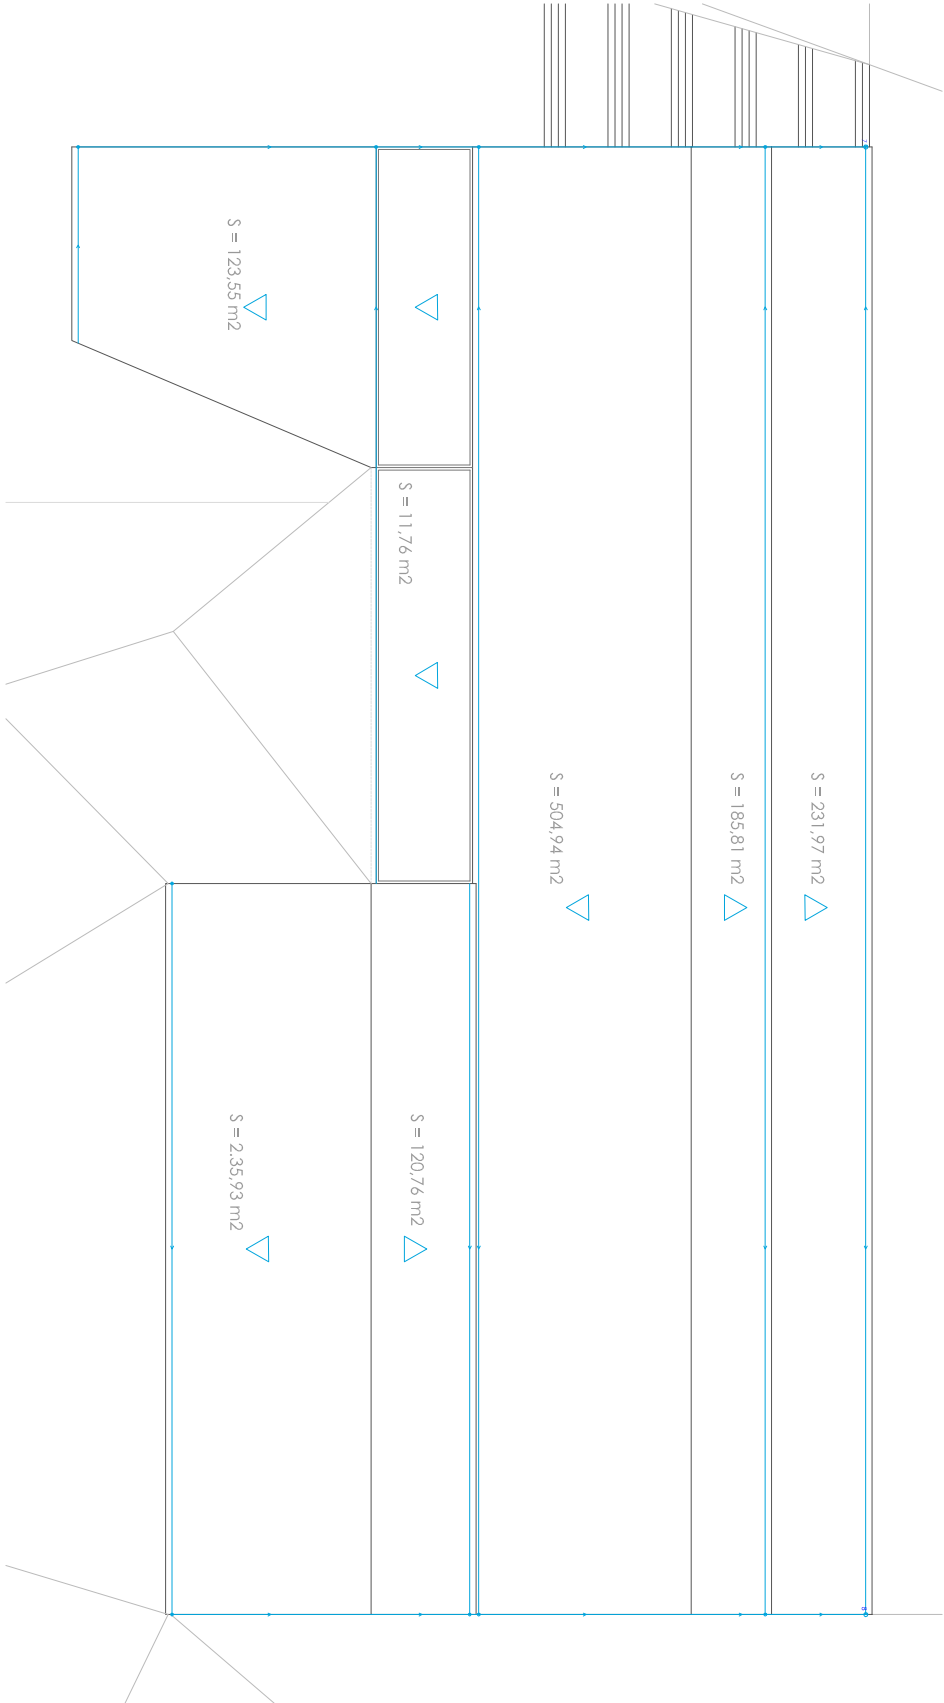 S = 123,55 m2
S = 11,76 m2
S = 504,94 m2
S = 185,81 m2
S = 231,97 m2
S = 2,35,93 m2
S = 120,76 m2
8